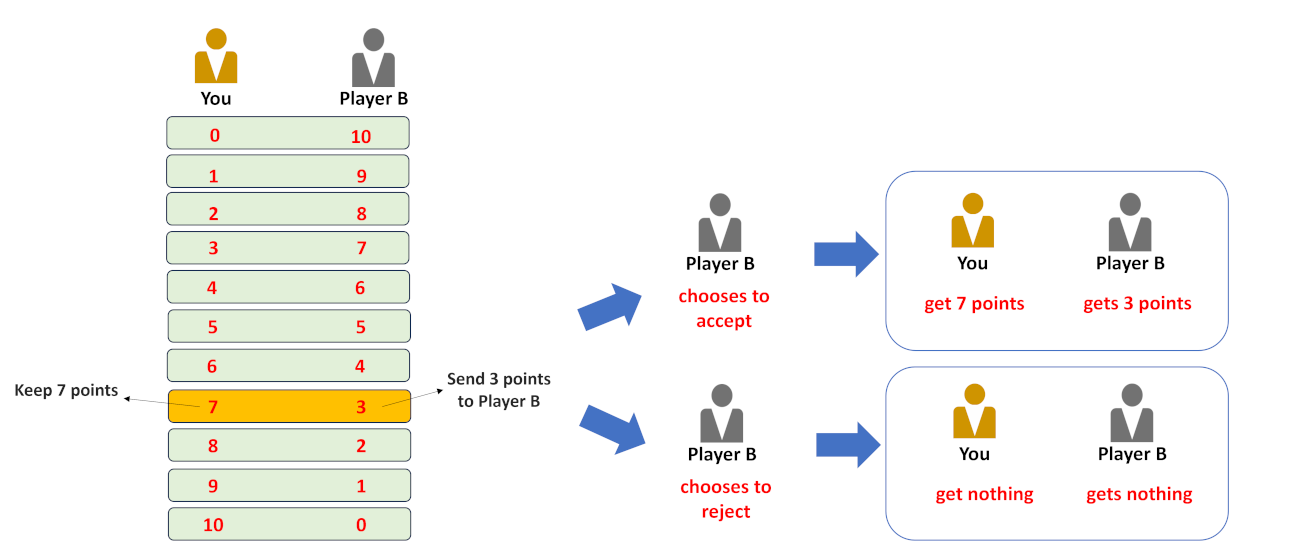 You Player B
0 10
1 9
2 8
3 7
4 6
5 5
6 4
Keep 7 points
7 3
Send 3 points
to Player B
8 2
9 1
10 0
Player B
chooses to
accept
You Player B
get 7 points gets 3 points
Player B
chooses to
reject
You Player B
get nothing gets nothing